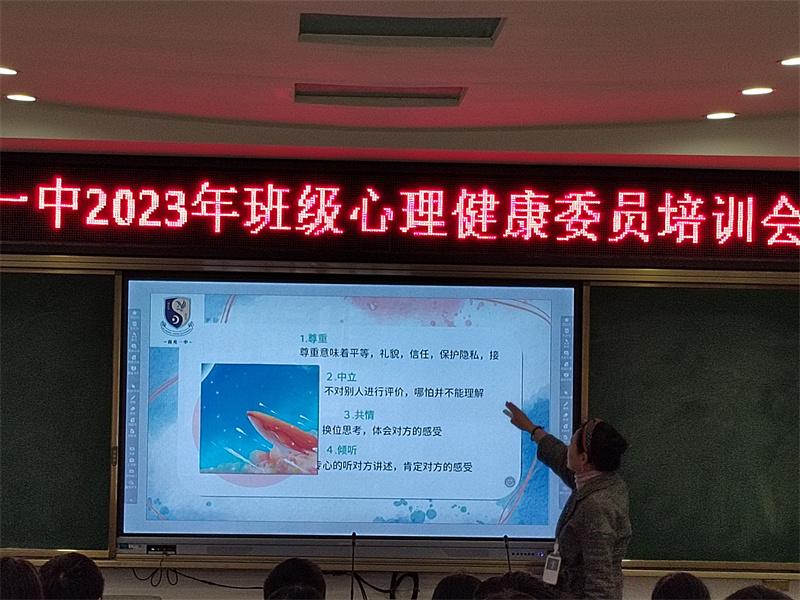 一中2023年班级心理健康委员培训会
1.尊重
尊重意味着平等，礼貌，信任，保护隐私，接
2.中立
不对别人进行评价，哪怕并不能理解
3.共情
换位思考，体会对方的感受
4.倾听
专心的听对方讲述，肯定对方的感受